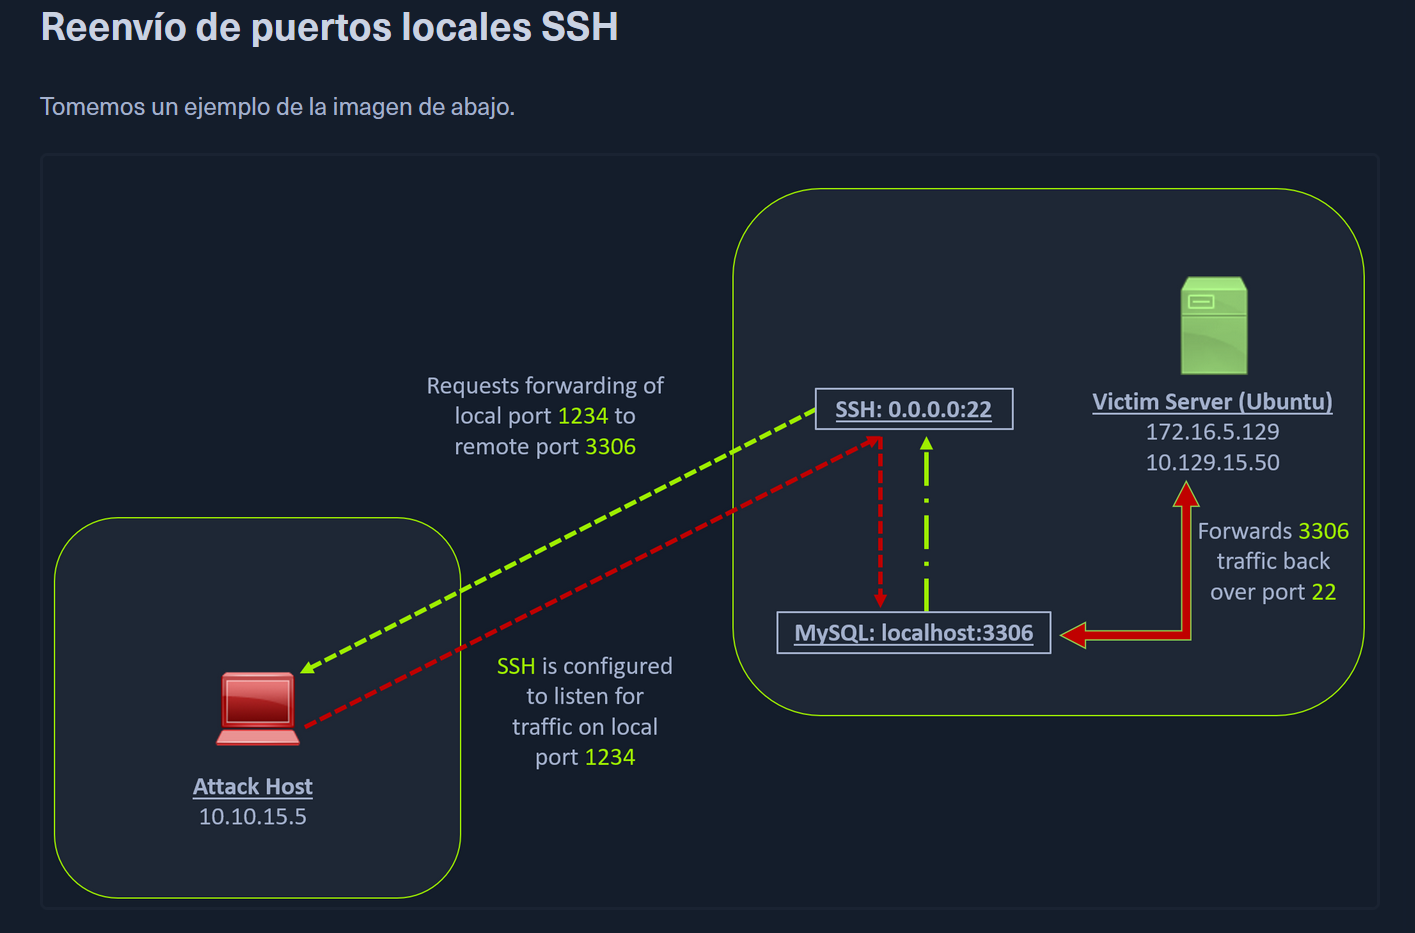 Reenvío de puertos locales SSH
Tomemos un ejemplo de la imagen de abajo.
Requests forwarding of
local port 1234 to
remote port 3306
SSH: 0.0.0.0:22
Victim Server (Ubuntu)
172.16.5.129
10.129.15.50
Forwards 3306
traffic back
over port 22
MySQL: localhost:3306
SSH is configured
to listen for
traffic on local
port 1234
Attack Host
10.10.15.5